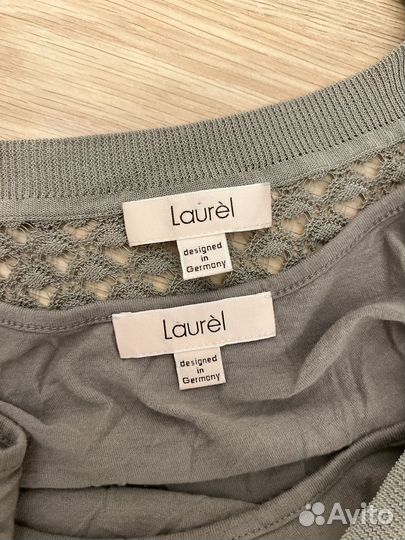 Laurèl
designed
in
Germany
Laurèl
designed
in
Germany
Avito